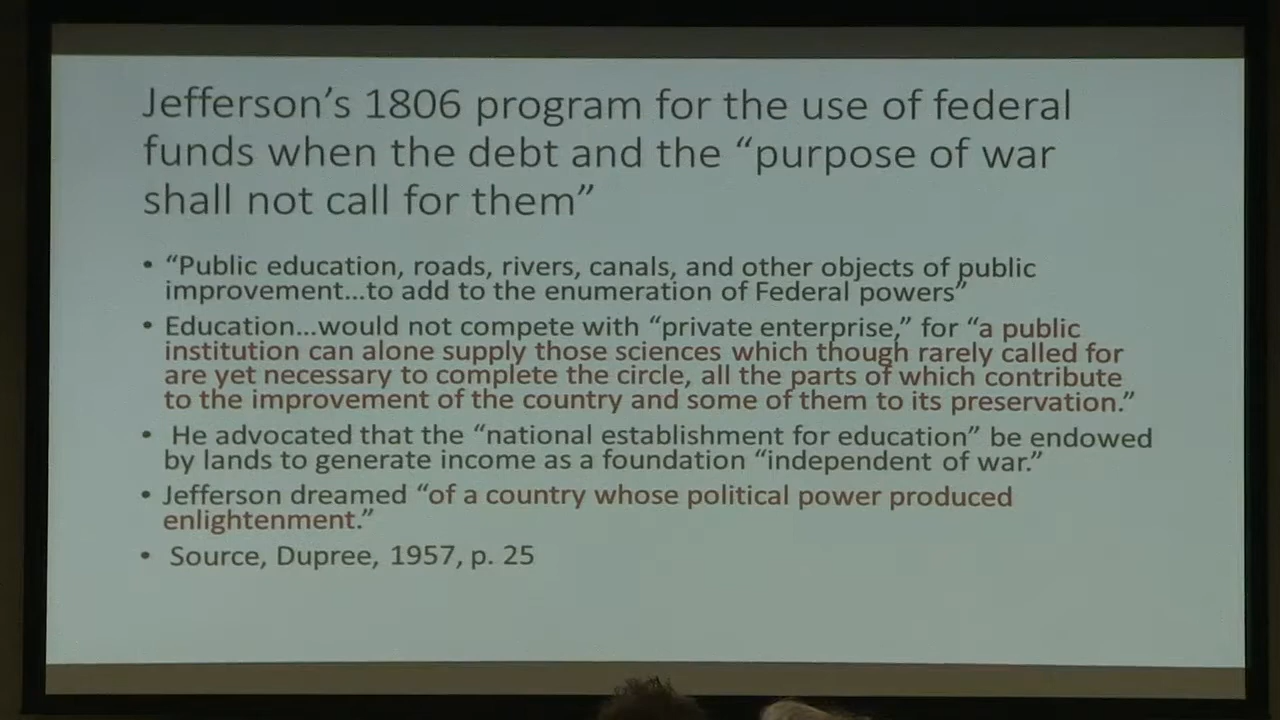 Jefferson’s 1806 program for the use of federal
funds when the debt and the “purpose of war
shall not call for them”
• “Public education, roads, rivers, canals, and other objects of public
improvement...to add to the enumeration of Federal powers”
• Education...would not compete with “private enterprise,” for “a public
institution can alone supply those sciences which though rarely called for
are yet necessary to complete the circle, all the parts of which contribute
to the improvement of the country and some of them to its preservation.”
• He advocated that the “national establishment for education” be endowed
by lands to generate income as a foundation “independent of war.”
• Jefferson dreamed “of a country whose political power produced
enlightenment.”
• Source, Dupree, 1957, p. 25